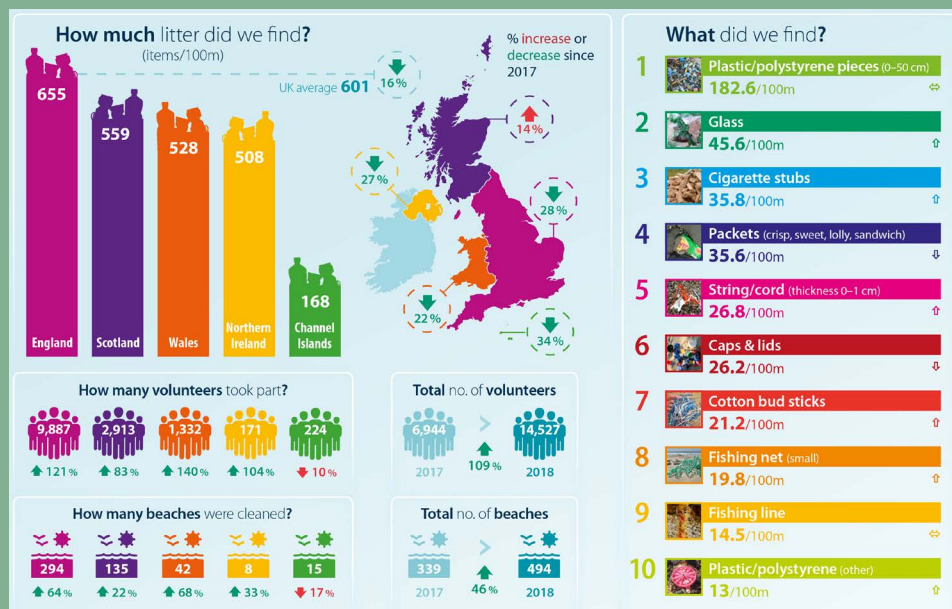 How much litter did we find?
(items/100m)
655
England
559
Scotland
528
Wales
508
Northern
Ireland
168
Channel
Islands
UK average 601
16%
% increase or
decrease since
2017
14%
27%
28%
22%
34%
How many volunteers took part?
9,887
2,913
1,332
171
224
121%
83%
140%
104%
10%
Total no. of volunteers
6,944 > 14,527
2017
109%
2018
How many beaches were cleaned?
294
135
42
8
15
64%
22%
68%
33%
17%
Total no. of beaches
339 > 494
2017
46%
2018
What did we find?
1
Plastic/polystyrene pieces (0–50 cm)
182.6/100m
2
Glass
45.6/100m
3
Cigarette stubs
35.8/100m
4
Packets (crisp, sweet, lolly, sandwich)
35.6/100m
5
String/cord (thickness 0–1 cm)
26.8/100m
6
Caps & lids
26.2/100m
7
Cotton bud sticks
21.2/100m
8
Fishing net (small)
19.8/100m
9
Fishing line
14.5/100m
10
Plastic/polystyrene (other)
13/100m